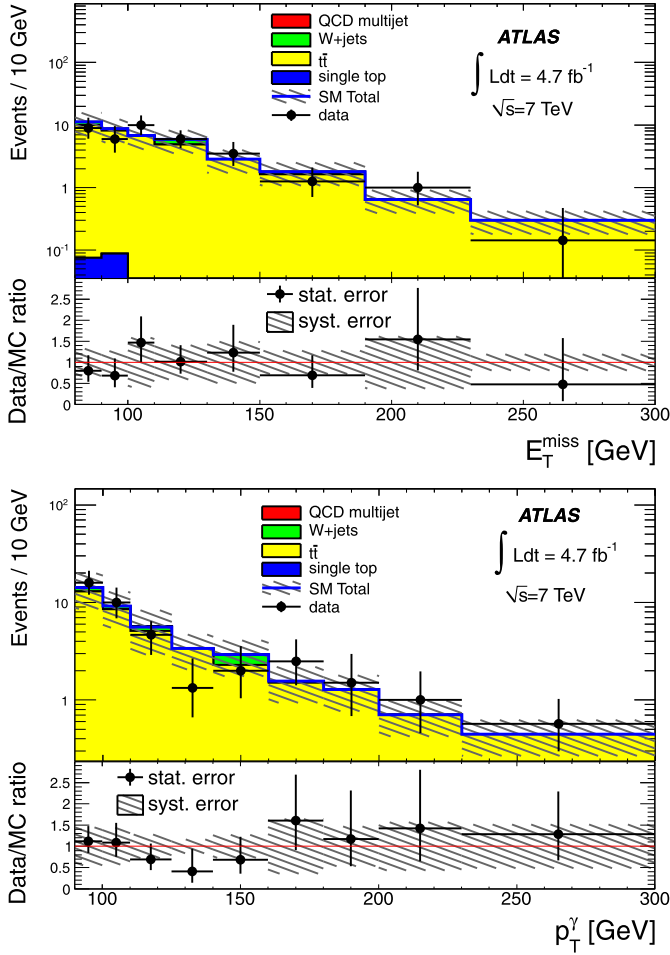 Events / 10 GeV
10²
10
1
10⁻¹
QCD multijet
W+jets
tt̄
single top
SM Total
data
ATLAS
∫ Ldt = 4.7 fb⁻¹
√s=7 TeV
Data/MC ratio
2.5
2
1.5
1
0.5
0
stat. error
syst. error
100 150 200 250 300
E_T^miss [GeV]
Events / 10 GeV
10²
10
1
QCD multijet
W+jets
tt̄
single top
SM Total
data
ATLAS
∫ Ldt = 4.7 fb⁻¹
√s=7 TeV
Data/MC ratio
2.5
2
1.5
1
0.5
0
stat. error
syst. error
100 150 200 250 300
p_T^γ [GeV]